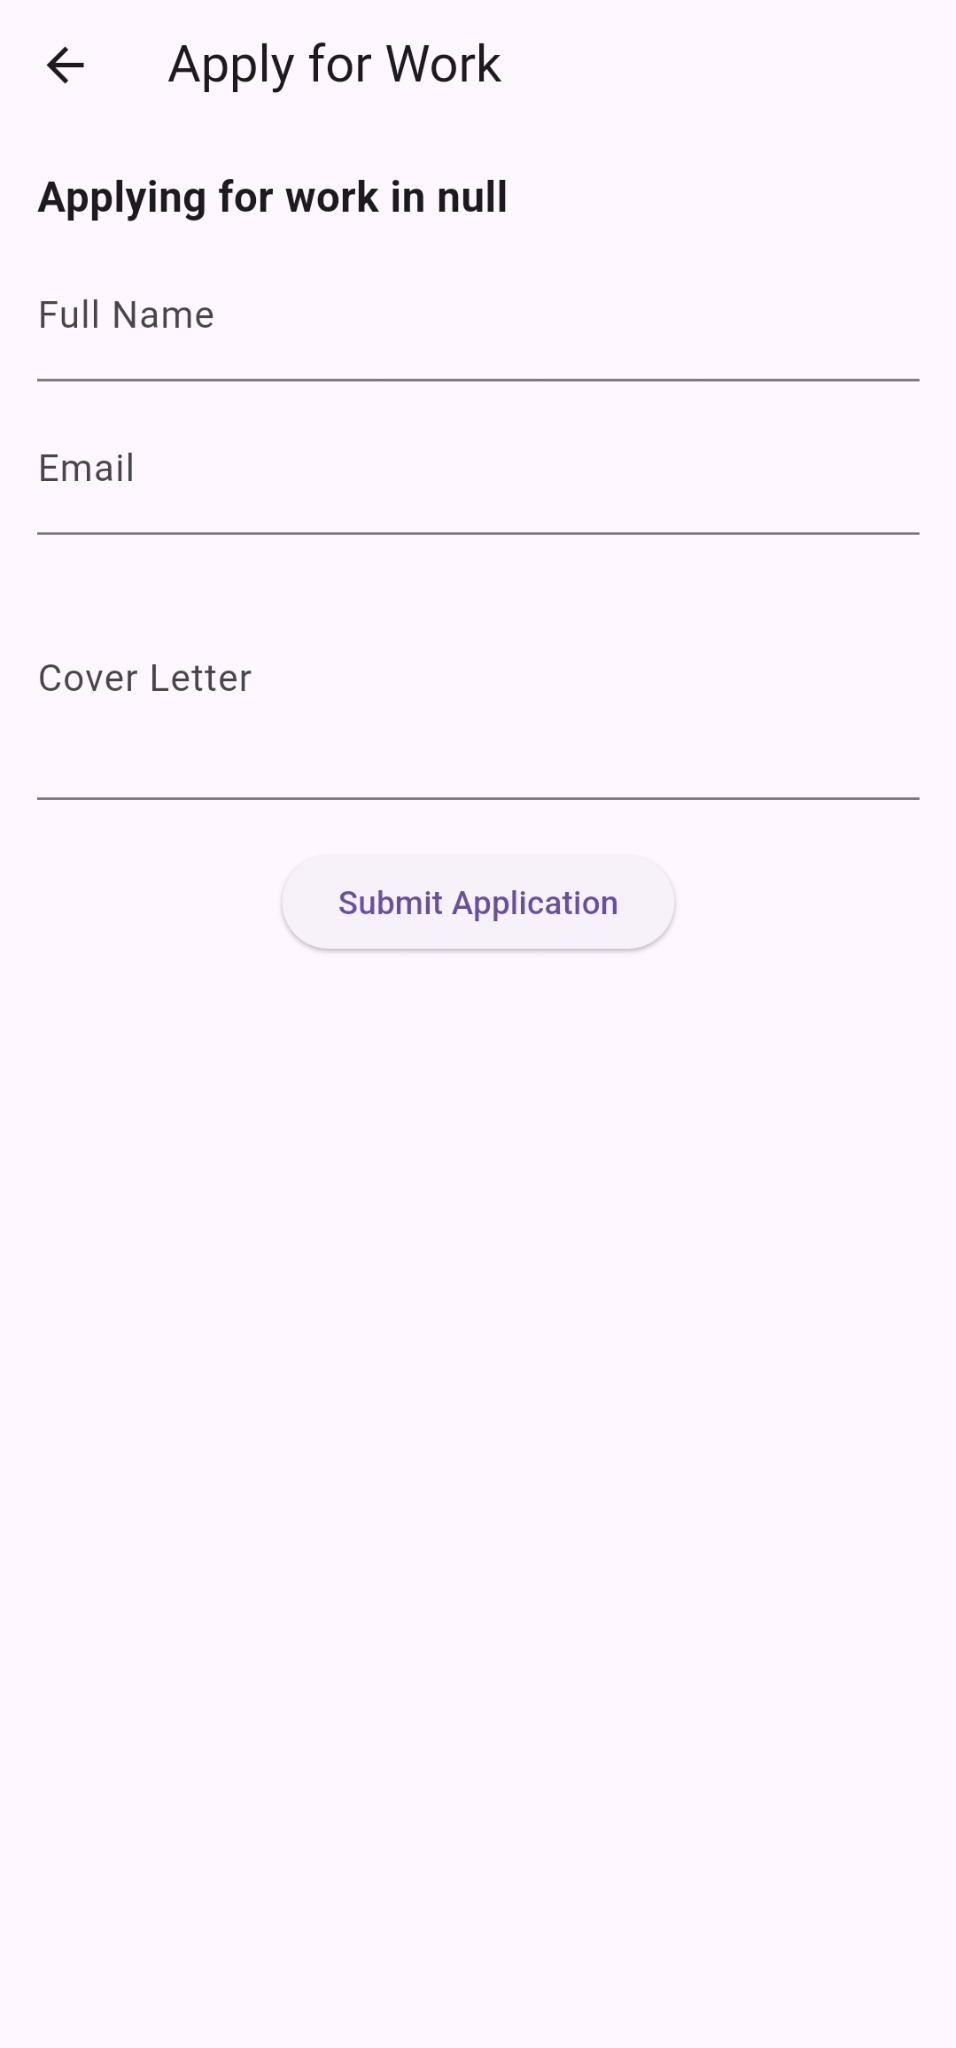 Apply for Work
Applying for work in null
Full Name
Email
Cover Letter
Submit Application